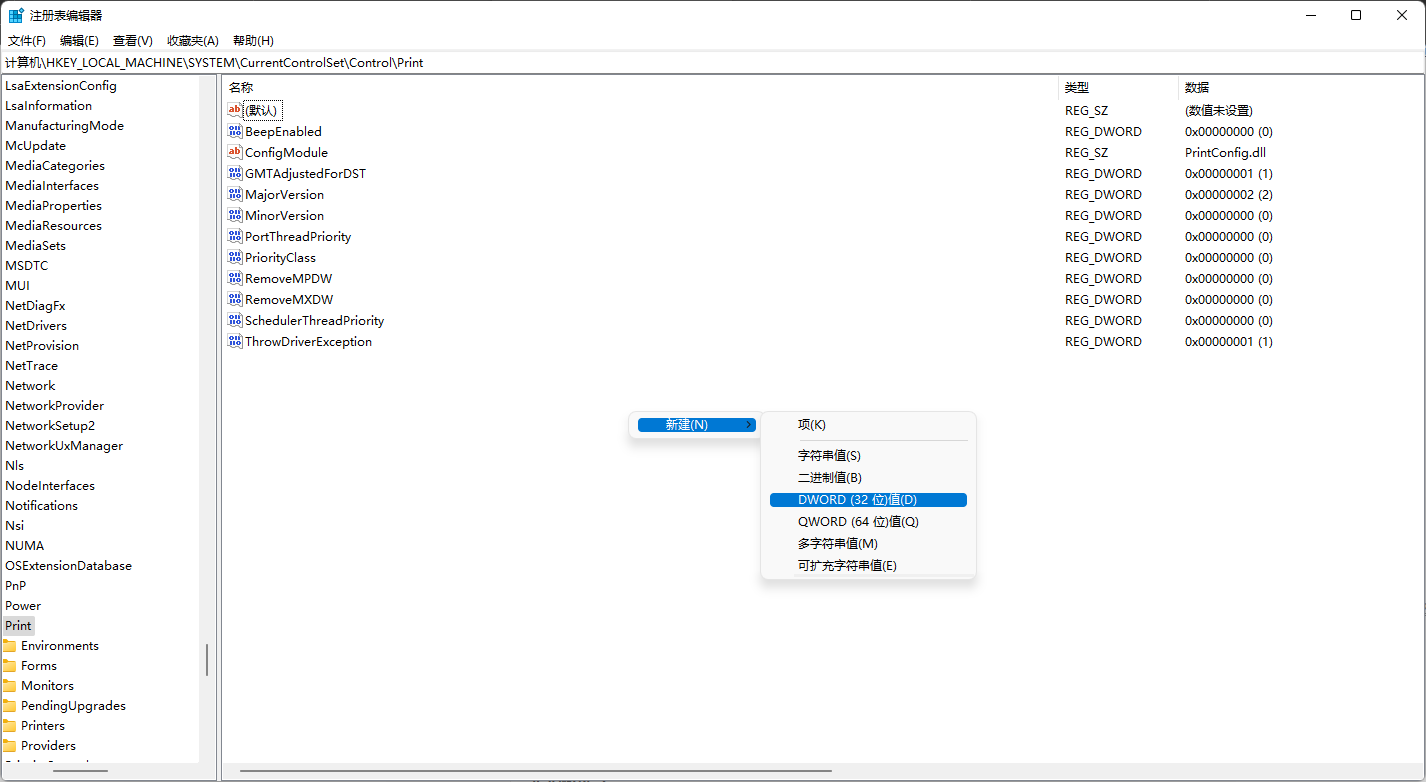 注册表编辑器
文件(F) 编辑(E) 查看(V) 收藏夹(A) 帮助(H)
计算机\HKEY_LOCAL_MACHINE\SYSTEM\CurrentControlSet\Control\Print
LsaExtensionConfig
LsaInformation
ManufacturingMode
McUpdate
MediaCategories
MediaInterfaces
MediaProperties
MediaResources
MediaSets
MSDTC
MUI
NetDiagFx
NetDrivers
NetProvision
NetTrace
Network
NetworkProvider
NetworkSetup2
NetworkUxManager
Nls
NodeInterfaces
Notifications
Nsi
NUMA
OSExtensionDatabase
PnP
Power
Print
Environments
Forms
Monitors
PendingUpgrades
Printers
Providers
名称 类型 数据
(默认) REG_SZ (数值未设置)
BeepEnabled REG_DWORD 0x00000000 (0)
ConfigModule REG_SZ PrintConfig.dll
GMTAdjustedForDST REG_DWORD 0x00000001 (1)
MajorVersion REG_DWORD 0x00000002 (2)
MinorVersion REG_DWORD 0x00000000 (0)
PortThreadPriority REG_DWORD 0x00000000 (0)
PriorityClass REG_DWORD 0x00000000 (0)
RemoveMPDW REG_DWORD 0x00000000 (0)
RemoveMXDW REG_DWORD 0x00000000 (0)
SchedulerThreadPriority REG_DWORD 0x00000000 (0)
ThrowDriverException REG_DWORD 0x00000001 (1)
新建(N)
项(K)
字符串值(S)
二进制值(B)
DWORD (32 位)值(D)
QWORD (64 位)值(Q)
多字符串值(M)
可扩充字符串值(E)